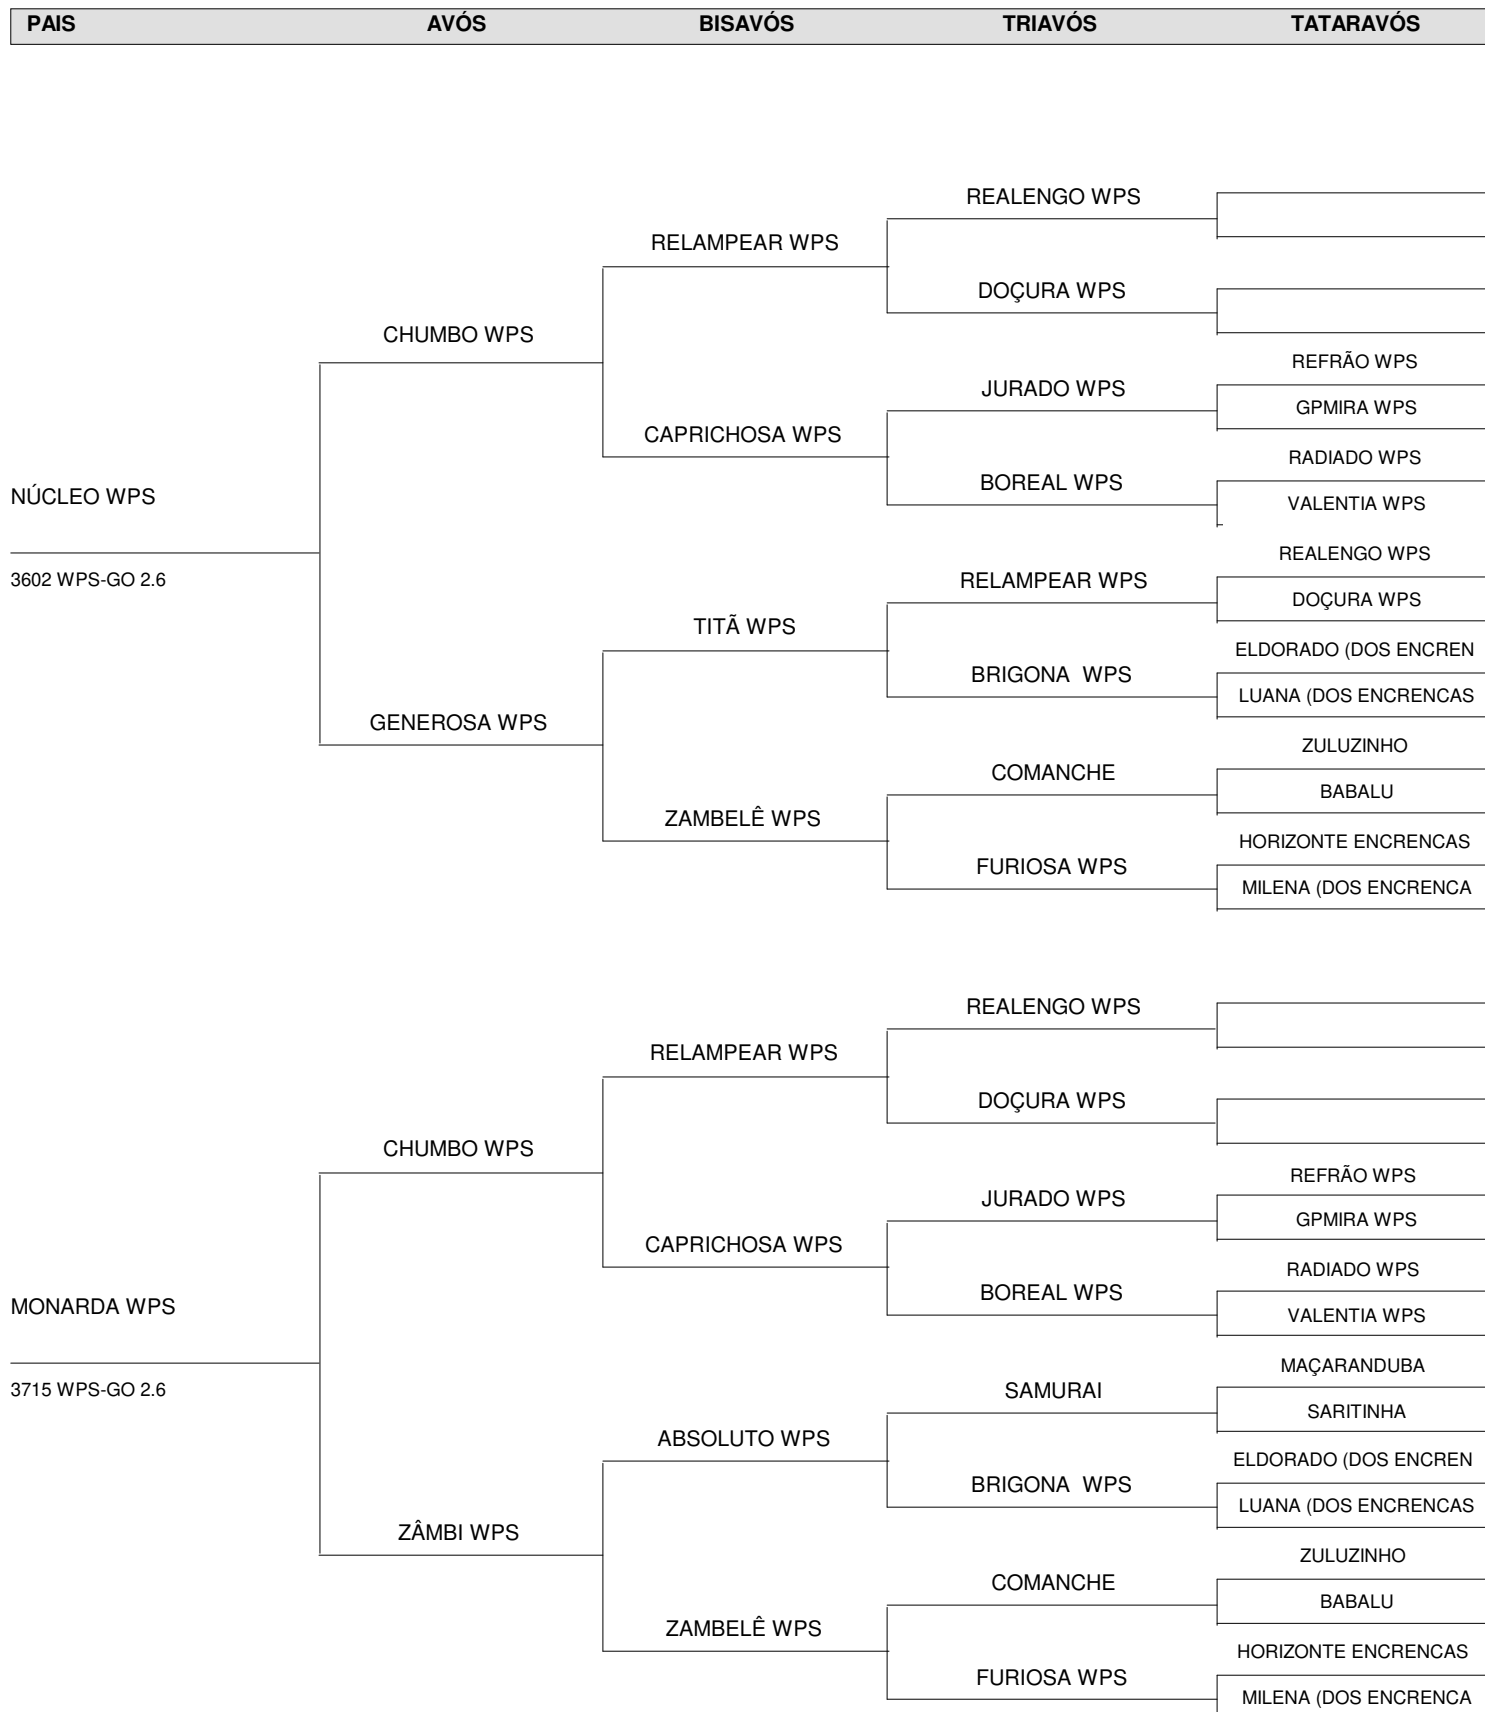 PAIS AVÓS BISAVÓS TRIAVÓS TATARAVÓS
REALENGO WPS
RELAMPEAR WPS
DOÇURA WPS
CHUMBO WPS
REFRÃO WPS
JURADO WPS
GPMIRA WPS
CAPRICHOSA WPS
RADIADO WPS
BOREAL WPS
NÚCLEO WPS
VALENTIA WPS
REALENGO WPS
3602 WPS-GO 2.6
RELAMPEAR WPS
DOÇURA WPS
TITÃ WPS
ELDORADO (DOS ENCREN
BRIGONA  WPS
LUANA (DOS ENCRENCAS
GENEROSA WPS
ZULUZINHO
COMANCHE
BABALU
ZAMBELÊ WPS
HORIZONTE ENCRENCAS
FURIOSA WPS
MILENA (DOS ENCRENCA
REALENGO WPS
RELAMPEAR WPS
DOÇURA WPS
CHUMBO WPS
REFRÃO WPS
JURADO WPS
GPMIRA WPS
CAPRICHOSA WPS
RADIADO WPS
BOREAL WPS
MONARDA WPS
VALENTIA WPS
MAÇARANDUBA
3715 WPS-GO 2.6
SAMURAI
SARITINHA
ABSOLUTO WPS
ELDORADO (DOS ENCREN
BRIGONA  WPS
LUANA (DOS ENCRENCAS
ZÂMBI WPS
ZULUZINHO
COMANCHE
BABALU
ZAMBELÊ WPS
HORIZONTE ENCRENCAS
FURIOSA WPS
MILENA (DOS ENCRENCA